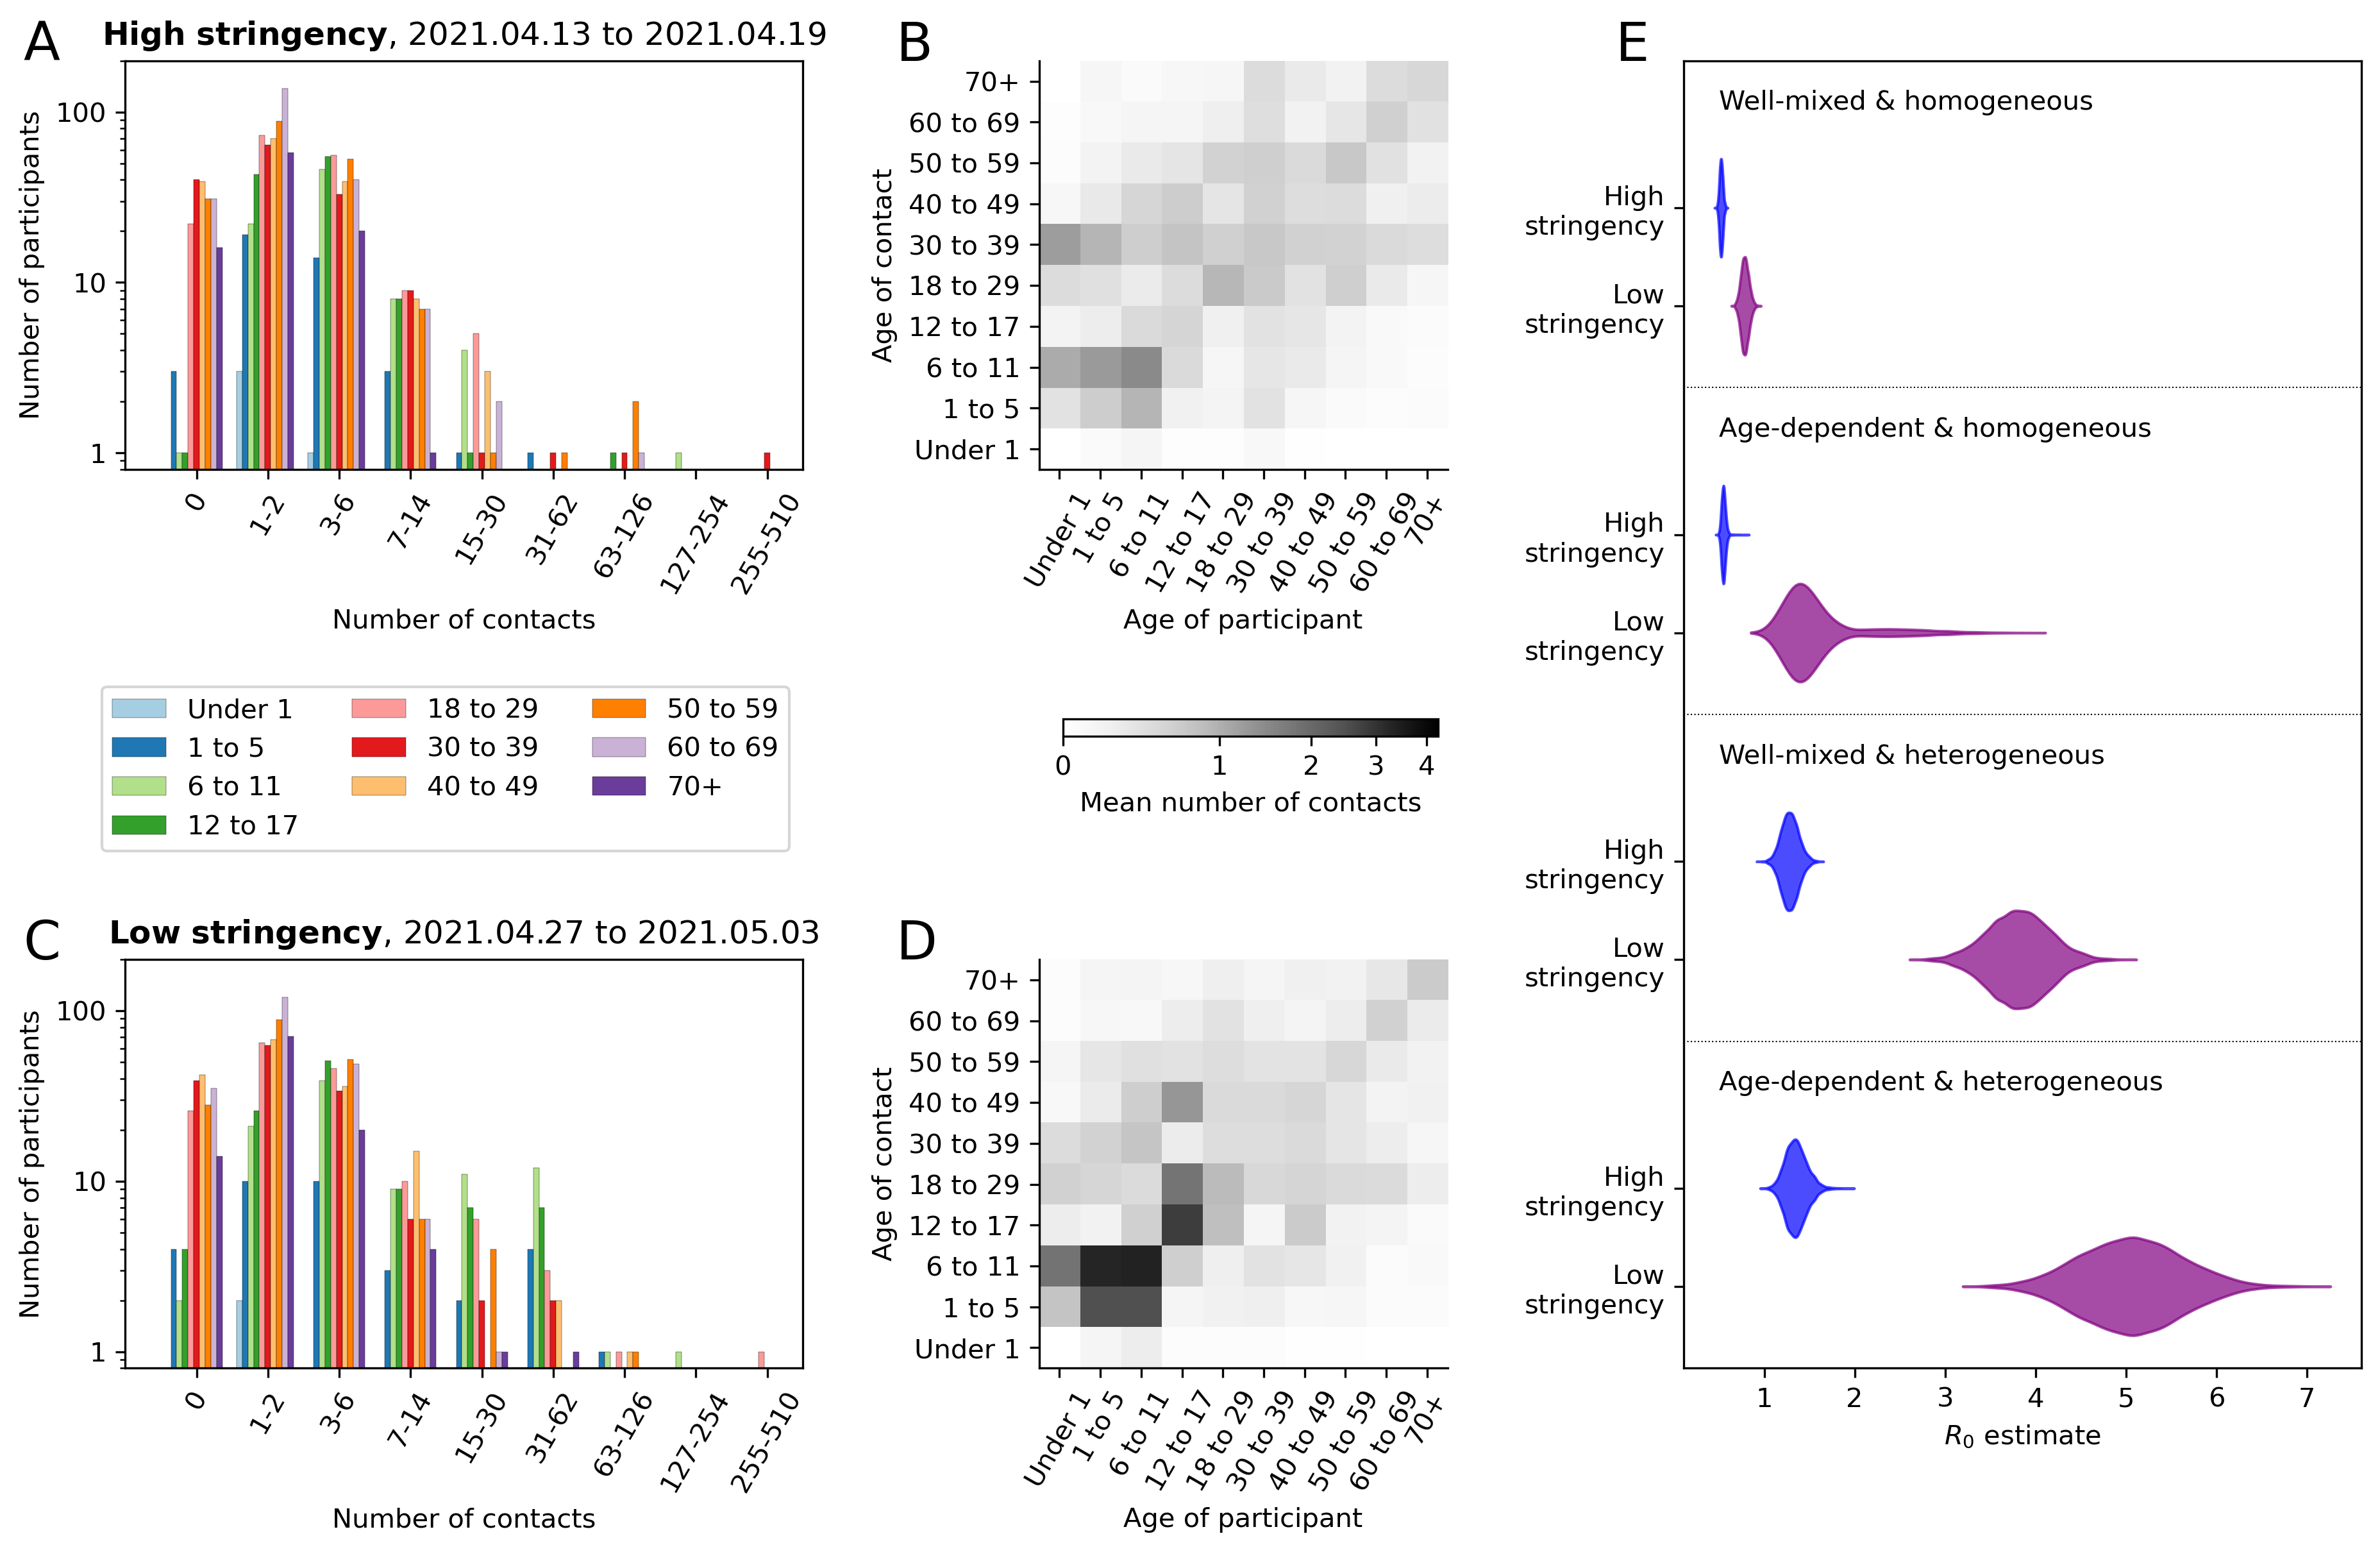 A
High stringency, 2021.04.13 to 2021.04.19
Number of participants
100
10
1
0
1-2
3-6
7-14
15-30
31-62
63-126
127-254
255-510
Number of contacts
Under 1
1 to 5
6 to 11
12 to 17
18 to 29
30 to 39
40 to 49
50 to 59
60 to 69
70+
C
Low stringency, 2021.04.27 to 2021.05.03
Number of participants
100
10
1
0
1-2
3-6
7-14
15-30
31-62
63-126
127-254
255-510
Number of contacts
B
Age of contact
70+
60 to 69
50 to 59
40 to 49
30 to 39
18 to 29
12 to 17
6 to 11
1 to 5
Under 1
Under 1
1 to 5
6 to 11
12 to 17
18 to 29
30 to 39
40 to 49
50 to 59
60 to 69
70+
Age of participant
0
1
2
3
4
Mean number of contacts
D
Age of contact
70+
60 to 69
50 to 59
40 to 49
30 to 39
18 to 29
12 to 17
6 to 11
1 to 5
Under 1
Under 1
1 to 5
6 to 11
12 to 17
18 to 29
30 to 39
40 to 49
50 to 59
60 to 69
70+
Age of participant
E
Well-mixed & homogeneous
High
stringency
Low
stringency
Age-dependent & homogeneous
High
stringency
Low
stringency
Well-mixed & heterogeneous
High
stringency
Low
stringency
Age-dependent & heterogeneous
High
stringency
Low
stringency
1
2
3
4
5
6
7
R₀ estimate